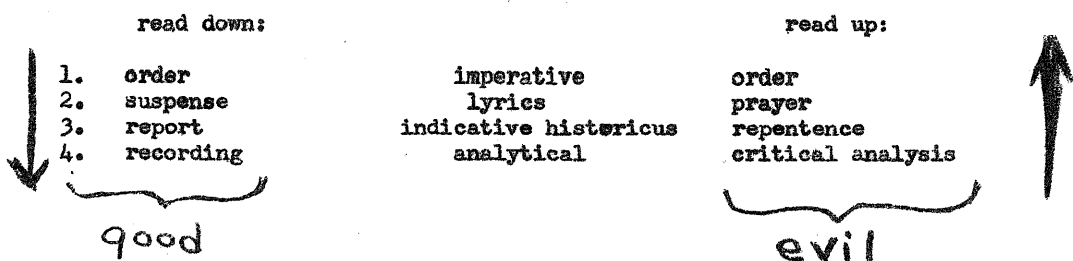 read down: read up:
1. order imperative order
2. suspense lyrics prayer
3. report indicative histericus repentence
4. recording analytical critical analysis
good evil